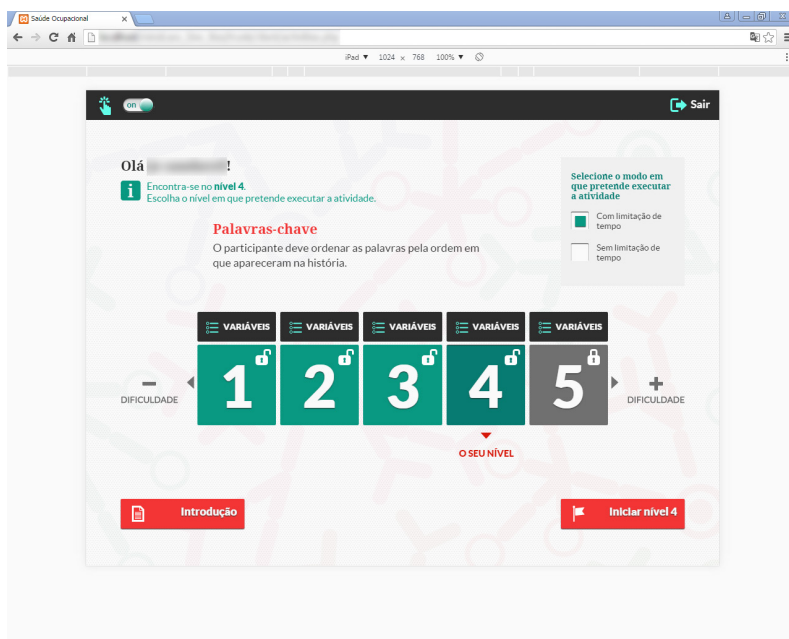 Saúde Ocupacional
iPad ▼ 1024 × 768 100% ▼
on
Sair
Olá !
Encontra-se no nível 4.
Escolha o nível em que pretende executar a atividade.
Selecione o modo em
que pretende executar
a atividade
Com limitação de
tempo
Sem limitação de
tempo
Palavras-chave
O participante deve ordenar as palavras pela ordem em
que apareceram na história.
VARIÁVEIS VARIÁVEIS VARIÁVEIS VARIÁVEIS VARIÁVEIS
1 2 3 4 5
DIFICULDADE
DIFICULDADE
O SEU NÍVEL
Introdução
Iniciar nível 4